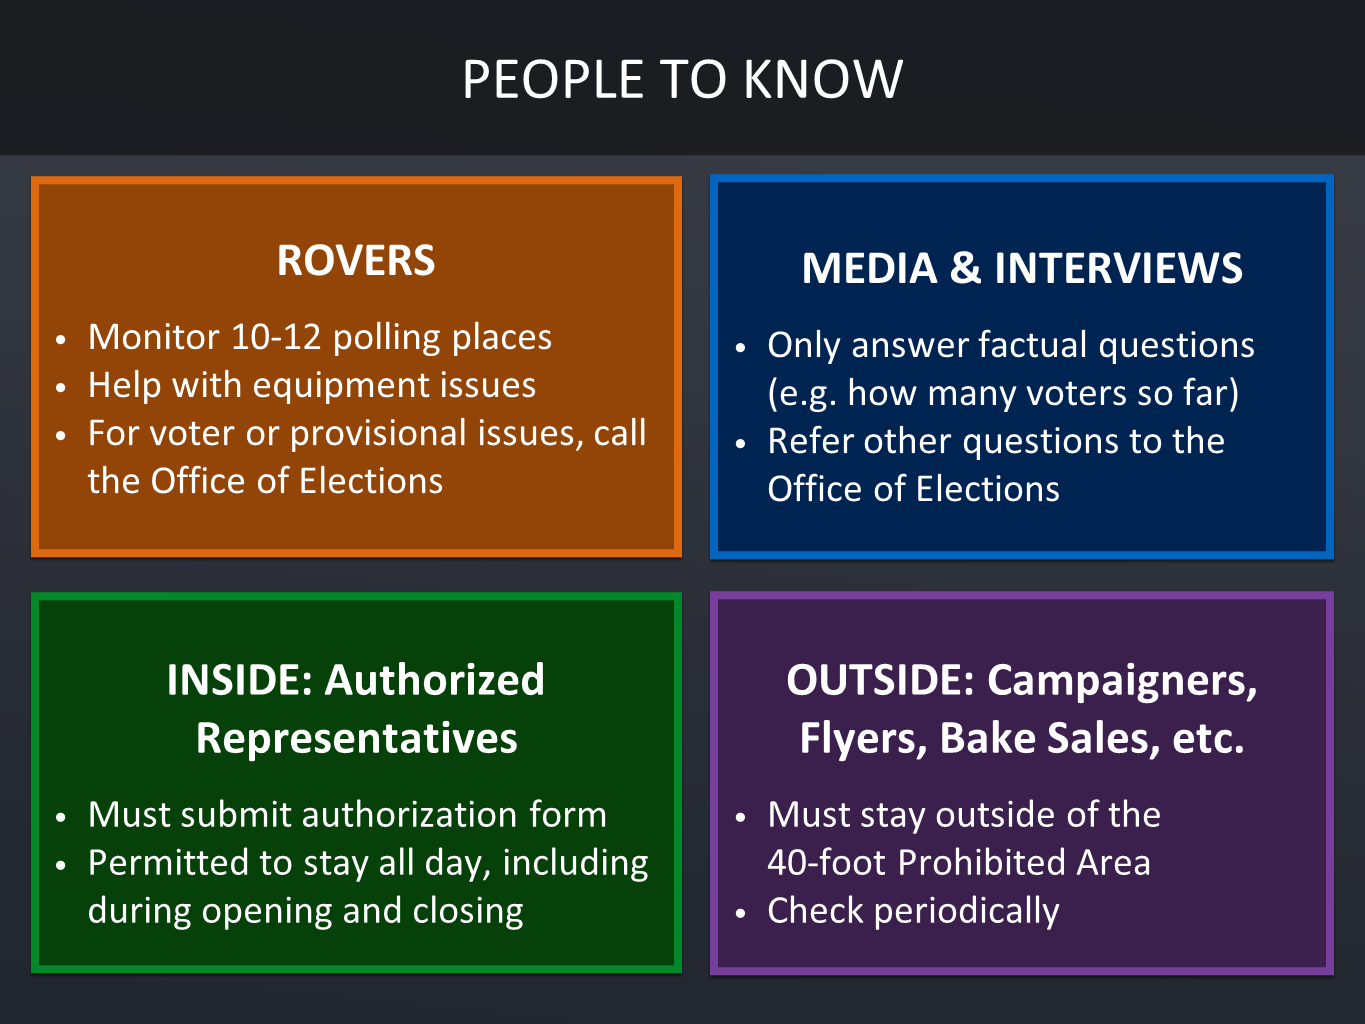 PEOPLE TO KNOW
ROVERS
• Monitor 10-12 polling places
• Help with equipment issues
• For voter or provisional issues, call
the Office of Elections
MEDIA & INTERVIEWS
• Only answer factual questions
(e.g. how many voters so far)
• Refer other questions to the
Office of Elections
INSIDE: Authorized
Representatives
• Must submit authorization form
• Permitted to stay all day, including
during opening and closing
OUTSIDE: Campaigners,
Flyers, Bake Sales, etc.
• Must stay outside of the
40-foot Prohibited Area
• Check periodically